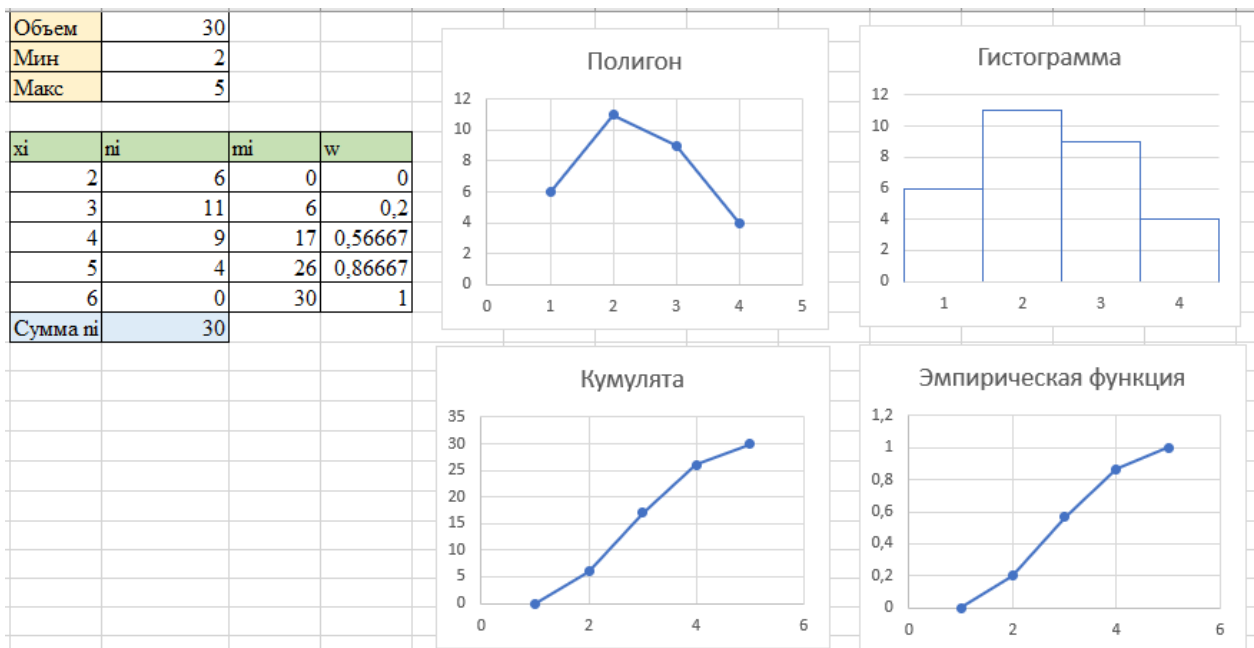 Объем 30
Мин 2
Макс 5
xi ni mi w
2 6 0 0
3 11 6 0,2
4 9 17 0,56667
5 4 26 0,86667
6 0 30 1
Сумма ni 30
Полигон
12
10
8
6
4
2
0
0 1 2 3 4 5
Гистограмма
12
10
8
6
4
2
0
1 2 3 4
Кумулята
35
30
25
20
15
10
5
0
0 2 4 6
Эмпирическая функция
1,2
1
0,8
0,6
0,4
0,2
0
0 2 4 6